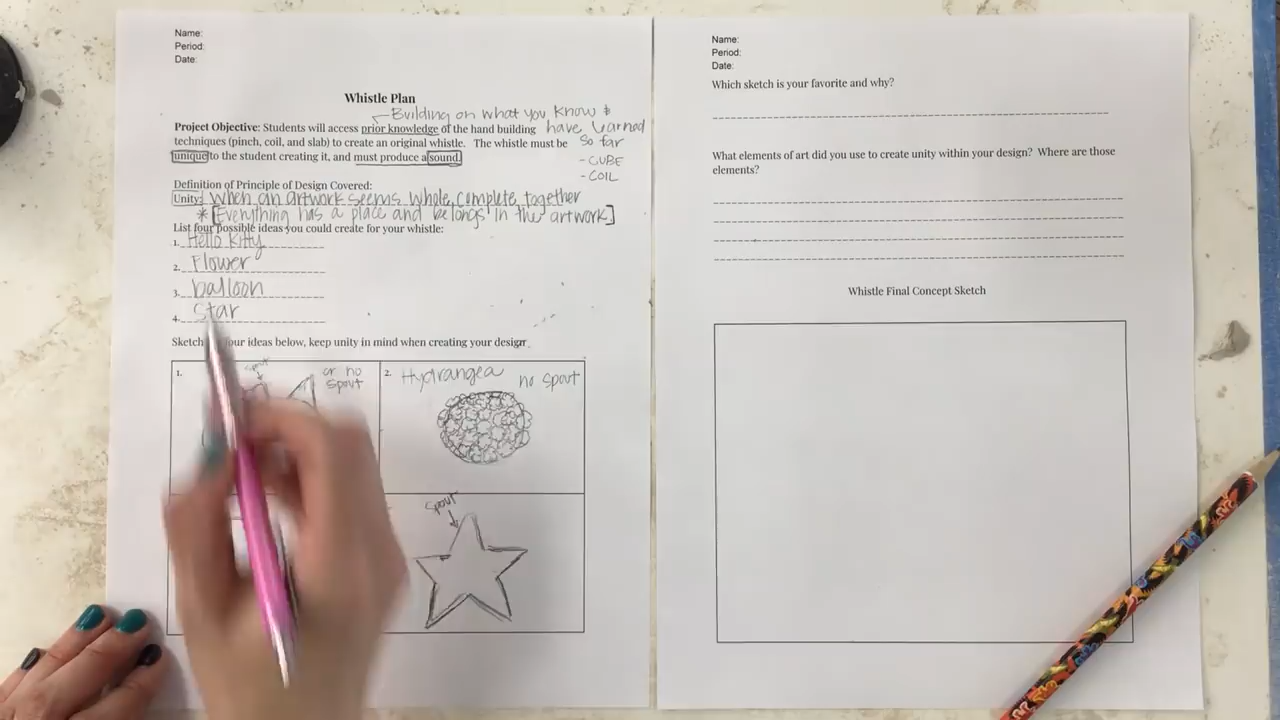 Name:
Period:
Date:
Whistle Plan
Building on what you know &
Project Objective: Students will access prior knowledge of the hand building have learned
techniques (pinch, coil, and slab) to create an original whistle. The whistle must be so far
unique to the student creating it, and must produce a sound.
- CUBE
- COIL
Definition of Principle of Design Covered:
Unity: When an artwork seems whole, complete, together
* [Everything has a place and belongs in the artwork]
List four possible ideas you could create for your whistle:
1. Hello Kitty
2. Flower
3. balloon
4. Star
Sketch your ideas below, keep unity in mind when creating your design.
1. spout or no
spout
2. Hydrangea no spout
Spout
Name:
Period:
Date:
Which sketch is your favorite and why?
What elements of art did you use to create unity within your design? Where are those
elements?
Whistle Final Concept Sketch